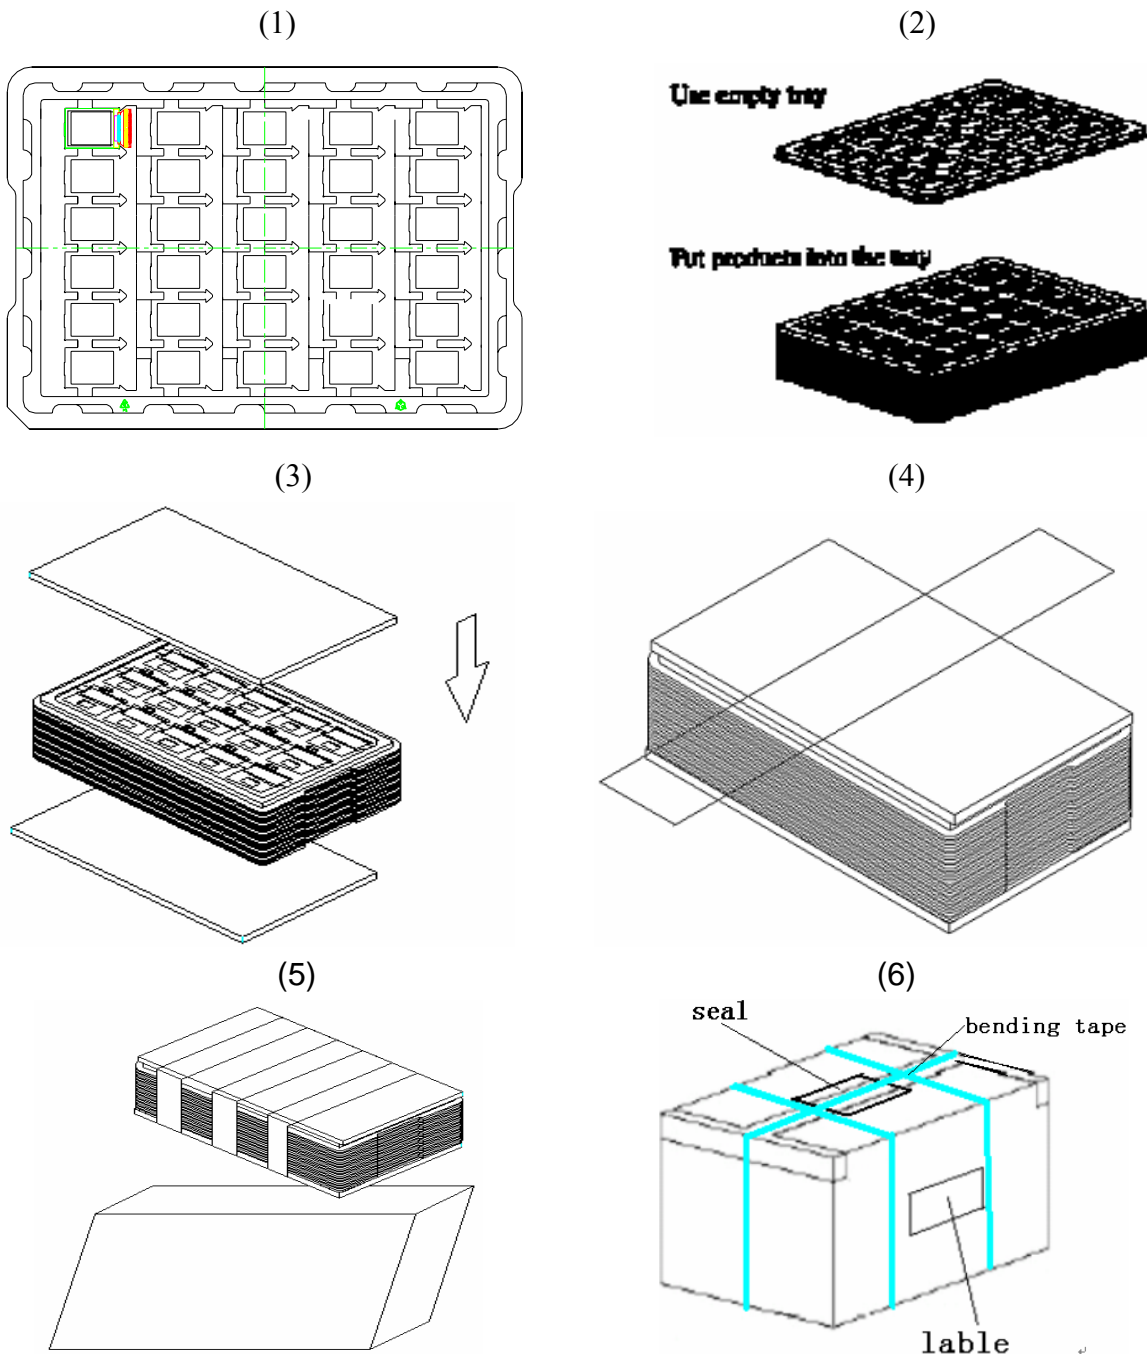 (1)
(2)
Use empty tray
Put products into the tray
(3)
(4)
(5)
(6)
seal
bending tape
lable